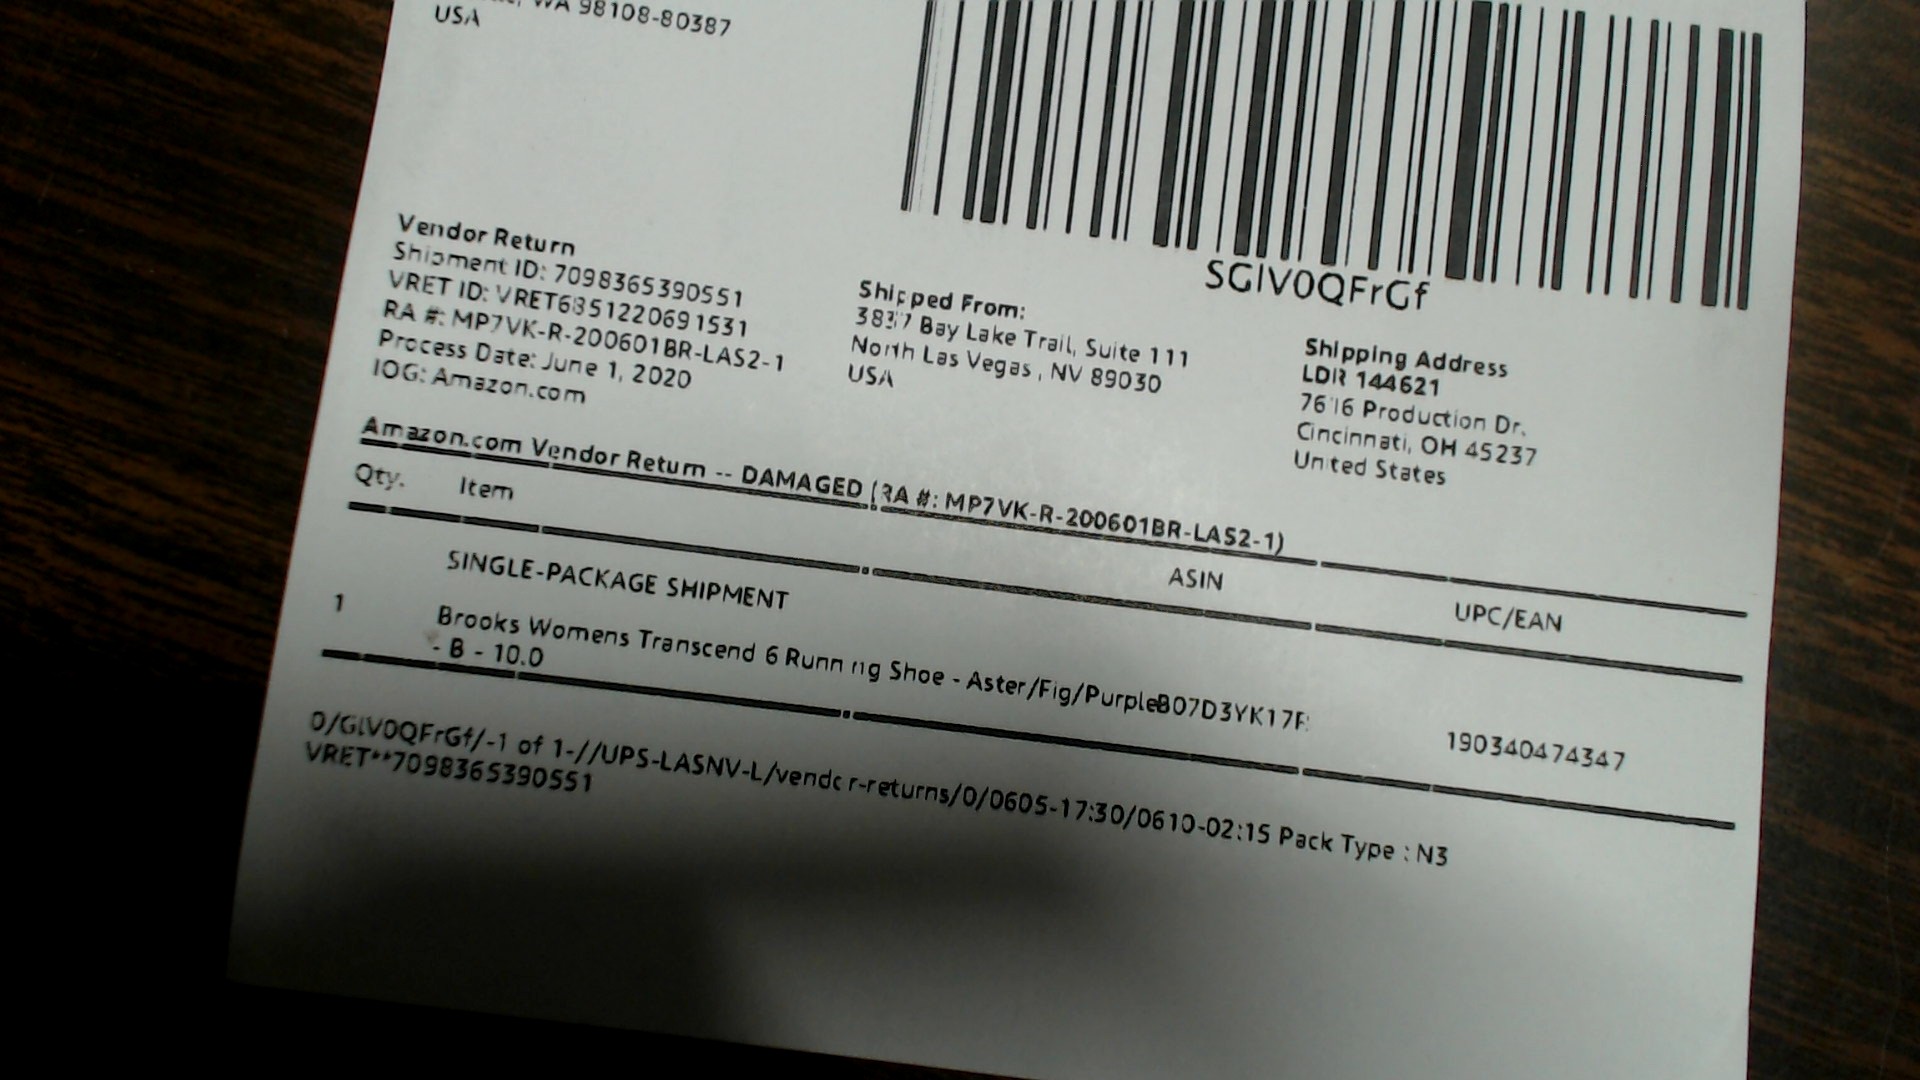 WA 98108-80387
USA
SGIV0QFrGf
Vendor Return
Shipment ID: 7098365390551
VRET ID: VRET6851220691531
RA #: MP7VK-R-200601BR-LAS2-1
Process Date: June 1, 2020
IOG: Amazon.com
Shipped From:
3837 Bay Lake Trail, Suite 111
North Las Vegas, NV 89030
USA
Shipping Address
LDR 144621
7616 Production Dr.
Cincinnati, OH 45237
United States
Amazon.com Vendor Return -- DAMAGED (RA #: MP7VK-R-200601BR-LAS2-1)
Qty. Item ASIN UPC/EAN
SINGLE-PACKAGE SHIPMENT
1 Brooks Womens Transcend 6 Running Shoe - Aster/Fig/Purple 190340474347
- B - 10.0
0/GIV0QFrGf/-1 of 1-//UPS-LASNV-L/vendor-returns/0/0605-17:30/0610-02:15 Pack Type : N3
VRET**7098365390551